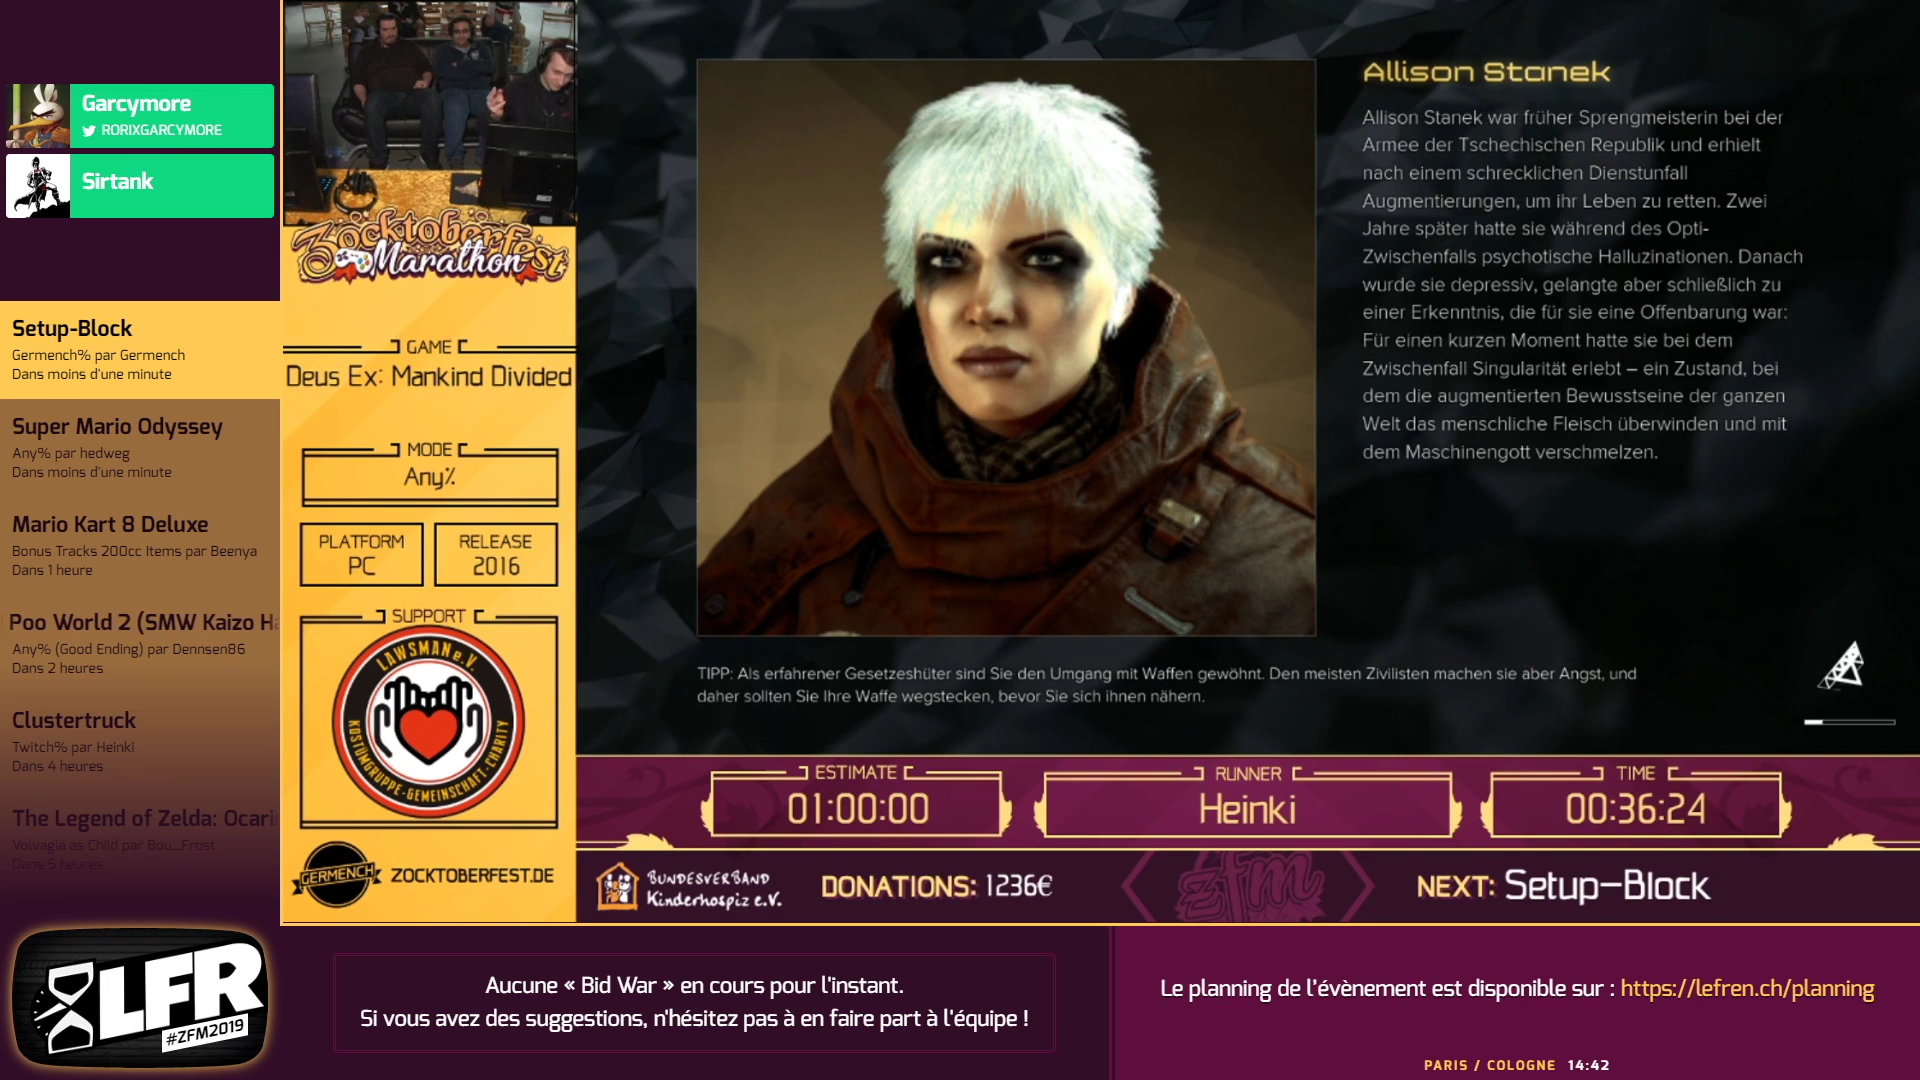 Garcymore
RORIXGARCYMORE
Sirtank
Setup-Block
Germench% par Germench
Dans moins d'une minute
Super Mario Odyssey
Any% par hedweg
Dans moins d'une minute
Mario Kart 8 Deluxe
Bonus Tracks 200cc Items par Beenya
Dans 1 heure
Poo World 2 (SMW Kaizo Ha
Any% (Good Ending) par Dennsen86
Dans 2 heures
Clustertruck
Twitch% par Heinki
Dans 4 heures
The Legend of Zelda: Ocari
Volvagia as Child par Bou_Frost
Dans 5 heures
LFR
#ZFM2019
Zocktoberfest
Marathon
GAME
Deus Ex: Mankind Divided
MODE
Any%
PLATFORM
PC
RELEASE
2016
SUPPORT
LAWSMAN e.V.
KOSTÜMGRUPPE-GEMEINSCHAFT-CHARITY
GERMENCH
ZOCKTOBERFEST.DE
Allison Stanek
Allison Stanek war früher Sprengmeisterin bei der
Armee der Tschechischen Republik und erhielt
nach einem schrecklichen Dienstunfall
Augmentierungen, um ihr Leben zu retten. Zwei
Jahre später hatte sie während des Opti-
Zwischenfalls psychotische Halluzinationen. Danach
wurde sie depressiv, gelangte aber schließlich zu
einer Erkenntnis, die für sie eine Offenbarung war:
Für einen kurzen Moment hatte sie bei dem
Zwischenfall Singularität erlebt – ein Zustand, bei
dem die augmentierten Bewusstseine der ganzen
Welt das menschliche Fleisch überwinden und mit
dem Maschinengott verschmelzen.
TIPP: Als erfahrener Gesetzeshüter sind Sie den Umgang mit Waffen gewöhnt. Den meisten Zivilisten machen sie aber Angst, und
daher sollten Sie Ihre Waffe wegstecken, bevor Sie sich ihnen nähern.
ESTIMATE
01:00:00
RUNNER
Heinki
TIME
00:36:24
BUNDESVERBAND
Kinderhospiz e.V.
DONATIONS: 1236€
zfm
NEXT: Setup-Block
Aucune « Bid War » en cours pour l'instant.
Si vous avez des suggestions, n'hésitez pas à en faire part à l'équipe !
Le planning de l'évènement est disponible sur : https://lefren.ch/planning
PARIS / COLOGNE 14:42